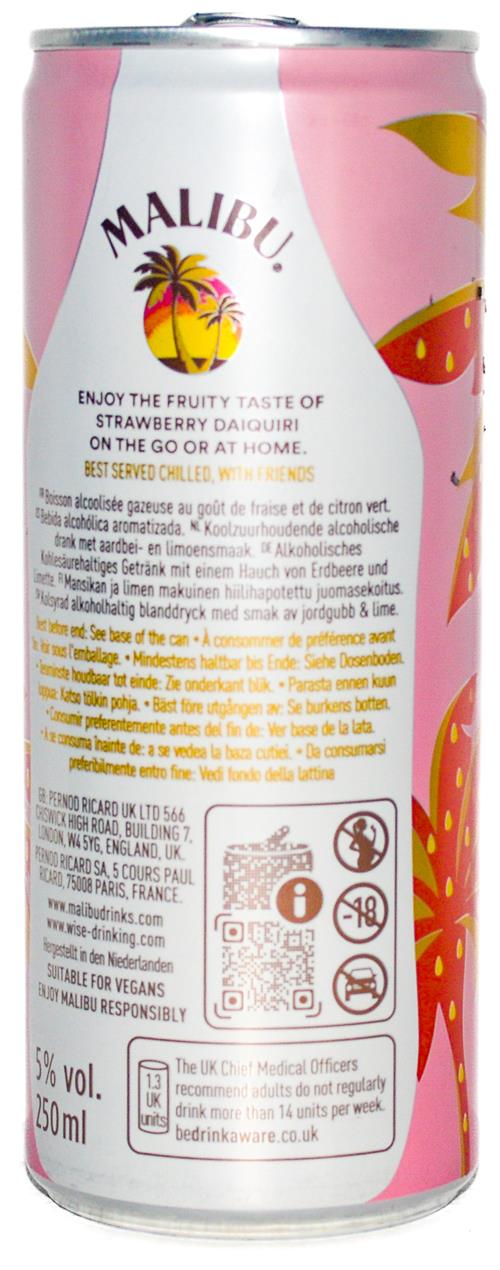 MALIBU®
ENJOY THE FRUITY TASTE OF
STRAWBERRY DAIQUIRI
ON THE GO OR AT HOME.
BEST SERVED CHILLED, WITH FRIENDS
FR Boisson alcoolisée gazeuse au goût de fraise et de citron vert.
ES Bebida alcohólica aromatizada. NL Koolzuurhoudende alcoholische
drank met aardbei- en limoensmaak. DE Alkoholisches
Kohlesäurehaltiges Getränk mit einem Hauch von Erdbeere und
Limette. FI Mansikan ja limen makuinen hiilihapotettu juomasekoitus.
Kolsyrad alkoholhaltig blanddryck med smak av jordgubb & lime.
Best before end: See base of the can • À consommer de préférence avant
fin: Voir sous l'emballage. • Mindestens haltbar bis Ende: Siehe Dosenboden.
• Tenminste houdbaar tot einde: Zie onderkant blik. • Parasta ennen kuun
loppua: Katso tölkin pohja. • Bäst före utgången av: Se burkens botten.
• Consumir preferentemente antes del fin de: Ver base de la lata.
• A se consuma înainte de: a se vedea la baza cutiei. • Da consumarsi
preferibilmente entro fine: Vedi fondo della lattina
GB: PERNOD RICARD UK LTD 566
CHISWICK HIGH ROAD, BUILDING 7,
LONDON, W4 5YG, ENGLAND, UK.
PERNOD RICARD SA, 5 COURS PAUL
RICARD, 75008 PARIS, FRANCE.
www.malibudrinks.com
www.wise-drinking.com
Hergestellt in den Niederlanden
SUITABLE FOR VEGANS
ENJOY MALIBU RESPONSIBLY
i
-18
5% vol.
250ml
1.3
UK
units
The UK Chief Medical Officers
recommend adults do not regularly
drink more than 14 units per week.
bedrinkaware.co.uk